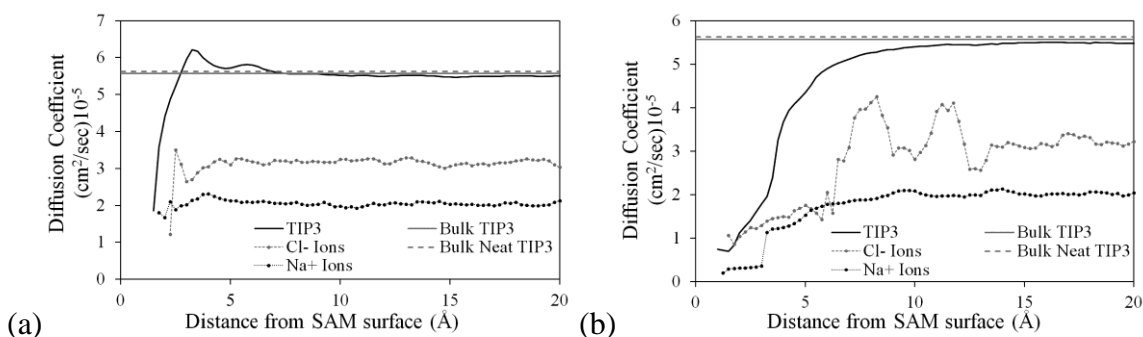 (a)
Diffusion Coefficient
(cm²/sec)10⁻⁵
7
6
5
4
3
2
1
0
TIP3
Bulk TIP3
Cl- Ions
Bulk Neat TIP3
Na+ Ions
0
5
10
15
20
Distance from SAM surface (Å)
(b)
Diffusion Coefficient
(cm²/sec)10⁻⁵
6
5
4
3
2
1
0
TIP3
Bulk TIP3
Cl- Ions
Bulk Neat TIP3
Na+ Ions
0
5
10
15
20
Distance from SAM surface (Å)